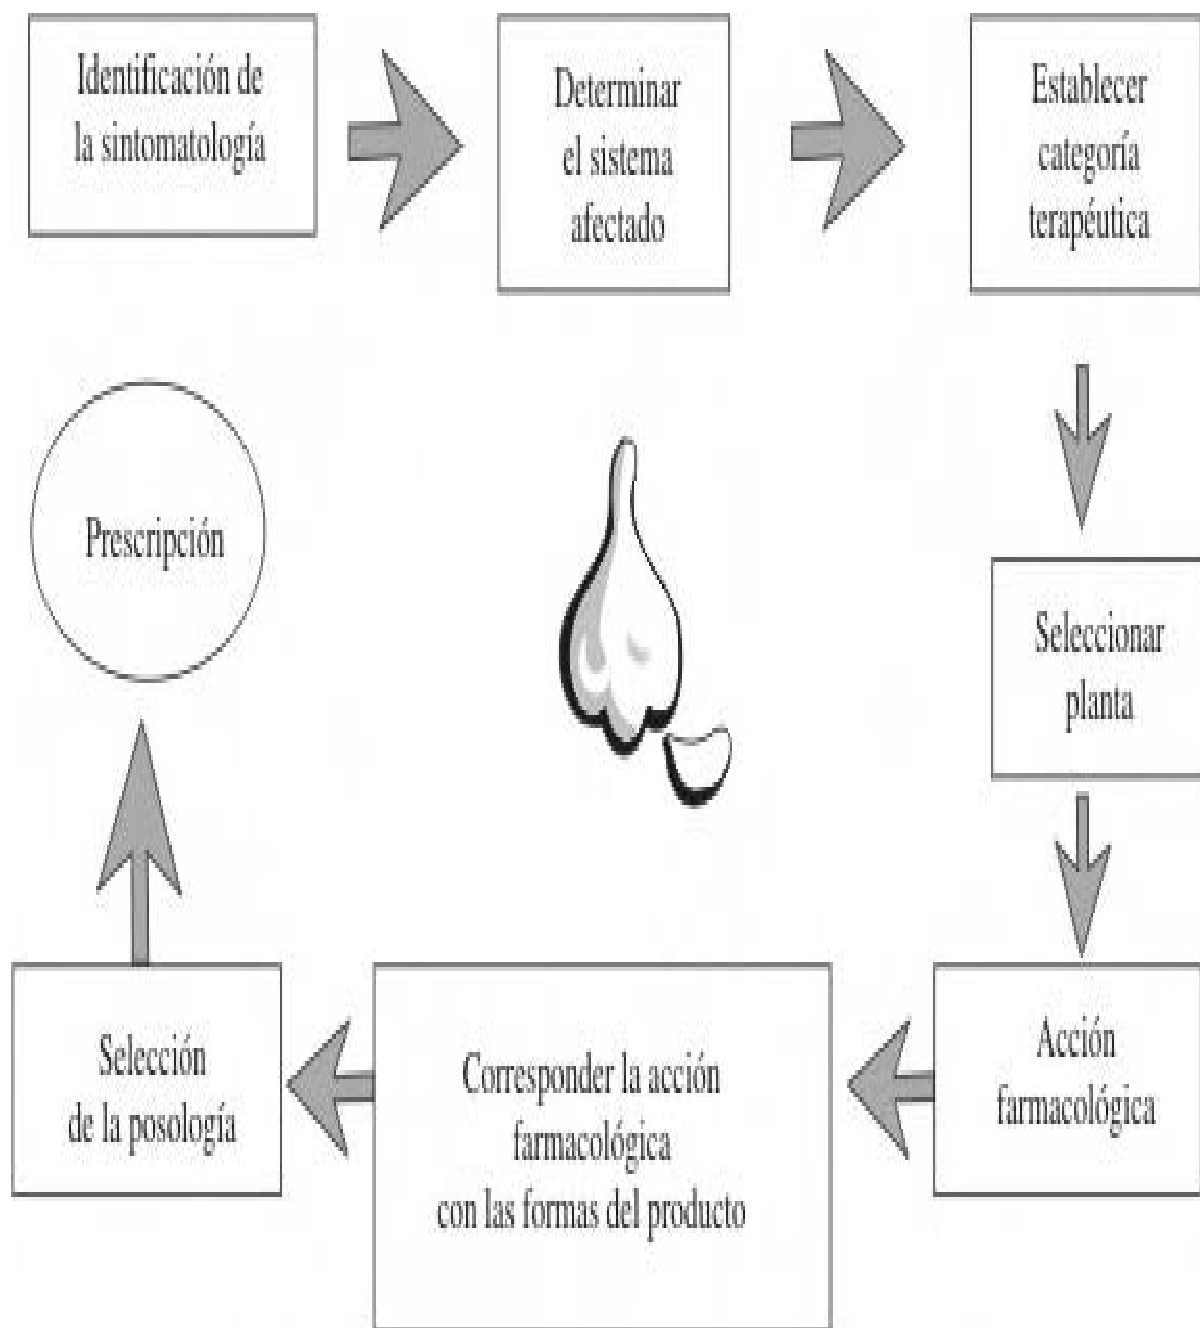 Identificación de
la sintomatología
Determinar
el sistema
afectado
Establecer
categoría
terapéutica
Seleccionar
planta
Acción
farmacológica
Corresponder la acción
farmacológica
con las formas del producto
Selección
de la posología
Prescripción